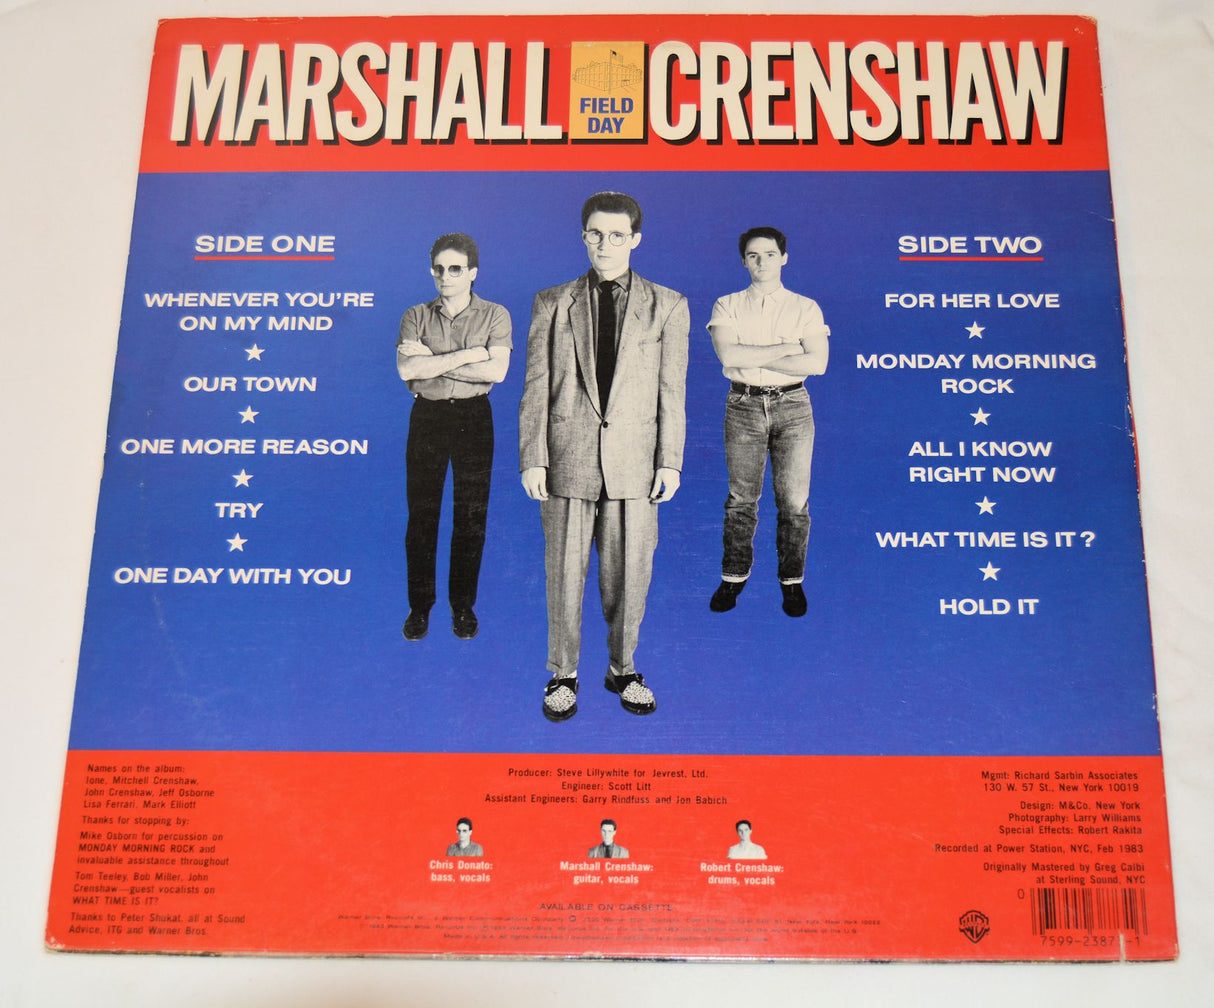 MARSHALL CRENSHAW
FIELD
DAY
SIDE ONE
WHENEVER YOU'RE
ON MY MIND
OUR TOWN
ONE MORE REASON
TRY
ONE DAY WITH YOU
SIDE TWO
FOR HER LOVE
MONDAY MORNING
ROCK
ALL I KNOW
RIGHT NOW
WHAT TIME IS IT?
HOLD IT
Names on the album:
Ione, Mitchell Crenshaw,
John Crenshaw, Jeff Osborne
Lisa Ferrari, Mark Elliott
Thanks for stopping by:
Mike Osborn for percussion on
MONDAY MORNING ROCK and
invaluable assistance throughout
Tom Teeley, Bob Miller, John
Crenshaw—guest vocalists on
WHAT TIME IS IT?
Thanks to Peter Shukat, all at Sound
Advice, ITG and Warner Bros.
Producer: Steve Lillywhite for Jevrest, Ltd.
Engineer: Scott Litt
Assistant Engineers: Garry Rindfuss and Jon Babich
Chris Donato:
bass, vocals
Marshall Crenshaw:
guitar, vocals
Robert Crenshaw:
drums, vocals
AVAILABLE ON CASSETTE
Mgmt: Richard Sarbin Associates
130 W. 57 St., New York 10019
Design: M&Co. New York
Photography: Larry Williams
Special Effects: Robert Rakita
Recorded at Power Station, NYC, Feb 1983
Originally Mastered by Greg Calbi
at Sterling Sound, NYC
0
7599-2387 -1